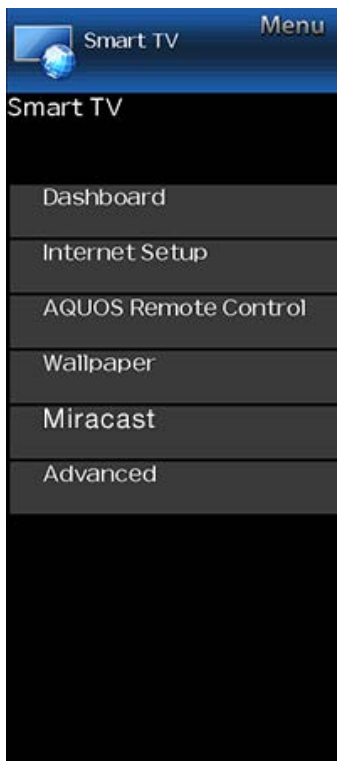 Smart TV Menu
Smart TV
Dashboard
Internet Setup
AQUOS Remote Control
Wallpaper
Miracast
Advanced